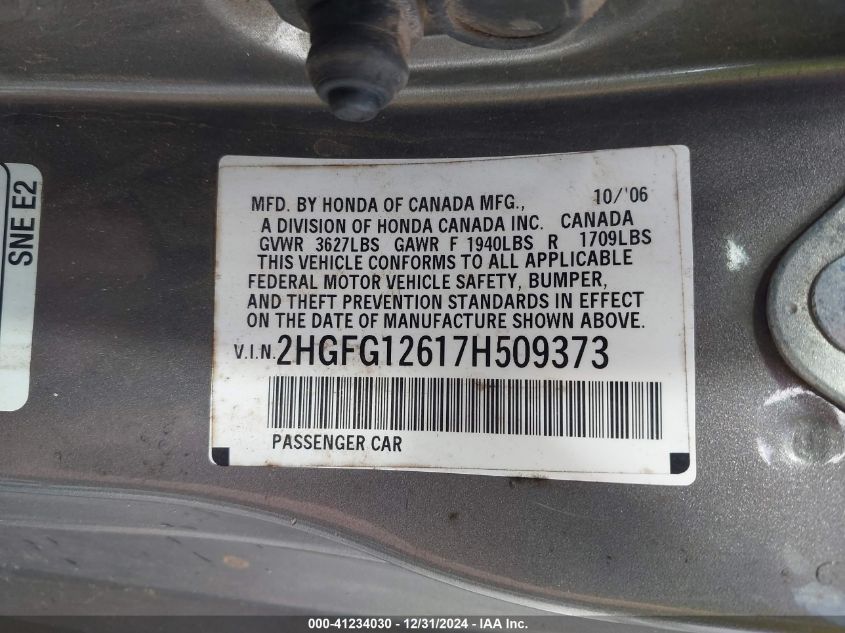 SNE E2
MFD. BY HONDA OF CANADA MFG., 10/'06
A DIVISION OF HONDA CANADA INC. CANADA
GVWR 3627LBS GAWR F 1940LBS R 1709LBS
THIS VEHICLE CONFORMS TO ALL APPLICABLE
FEDERAL MOTOR VEHICLE SAFETY, BUMPER,
AND THEFT PREVENTION STANDARDS IN EFFECT
ON THE DATE OF MANUFACTURE SHOWN ABOVE.
V.I.N. 2HGFG12617H509373
PASSENGER CAR
000-41234030 - 12/31/2024 - IAA Inc.